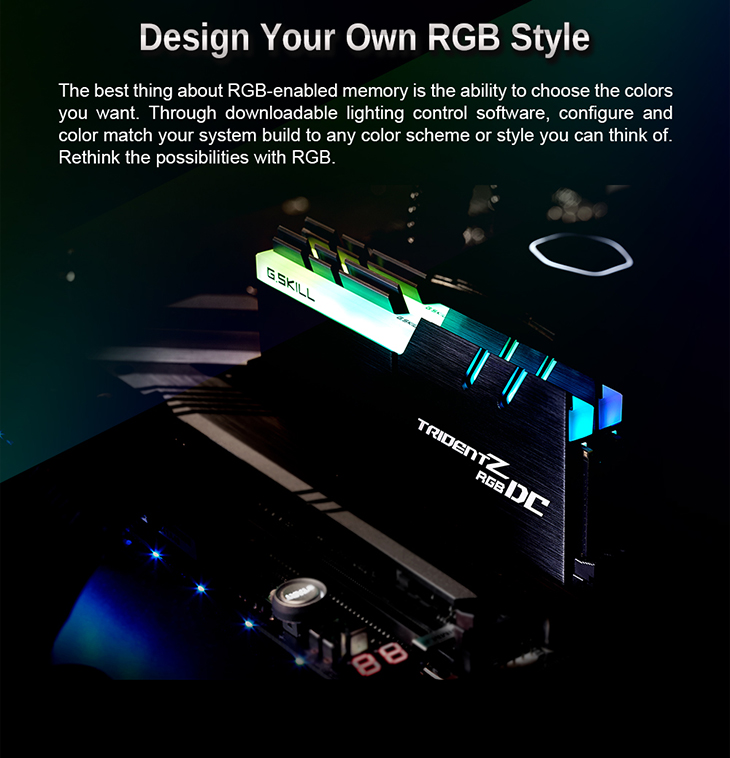 Design Your Own RGB Style
The best thing about RGB-enabled memory is the ability to choose the colors
you want. Through downloadable lighting control software, configure and
color match your system build to any color scheme or style you can think of.
Rethink the possibilities with RGB.
G.SKILL
G.SKILL
TRIDENTZ
RGB DC
88